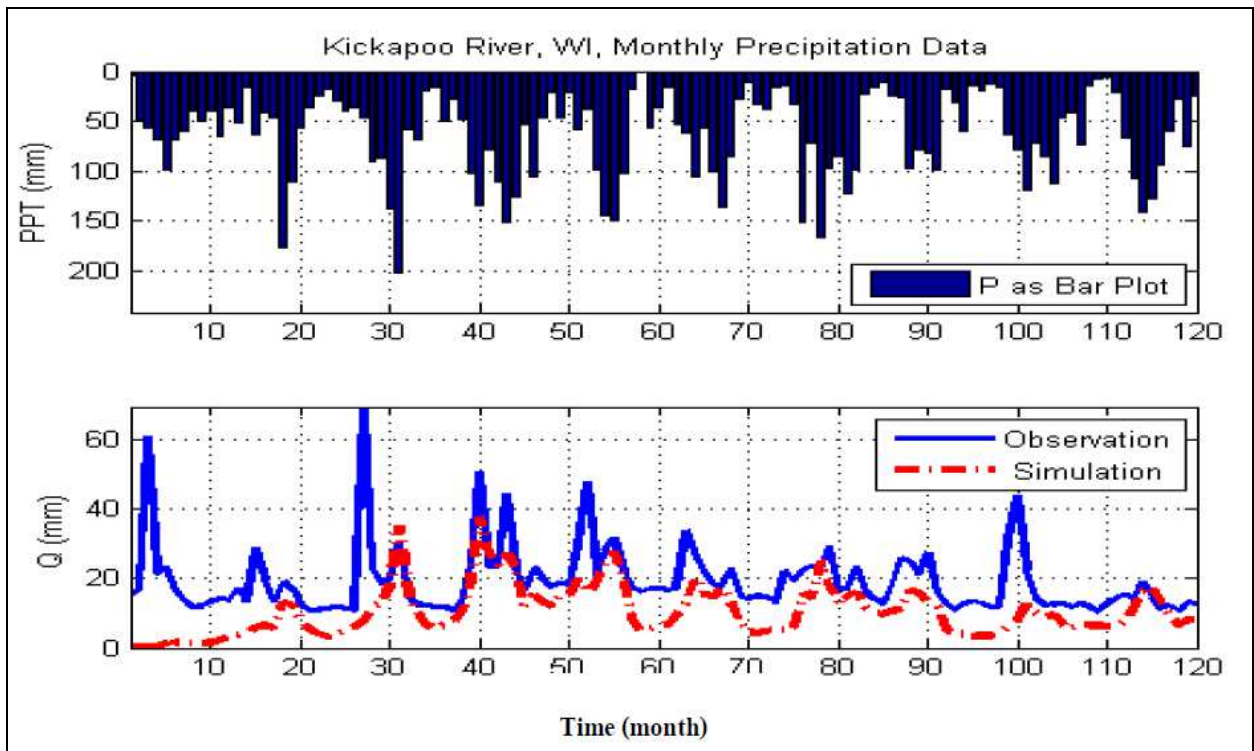 Kickapoo River, WI, Monthly Precipitation Data
PPT (mm)
0
50
100
150
200
P as Bar Plot
10 20 30 40 50 60 70 80 90 100 110 120
Q (mm)
60
40
20
0
Observation
Simulation
10 20 30 40 50 60 70 80 90 100 110 120
Time (month)